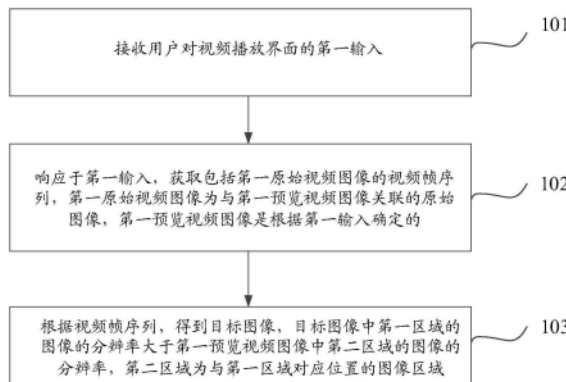 接收用户对视频播放界面的第一输入
101
响应于第一输入，获取包括第一原始视频图像的视频帧序
列，第一原始视频图像为与第一预览视频图像关联的原始
图像，第一预览视频图像是根据第一输入确定的
102
根据视频帧序列，得到目标图像，目标图像中第一区域的
图像的分辨率大于第一预览视频图像中第二区域的图像的
分辨率，第二区域为与第一区域对应位置的图像区域
103